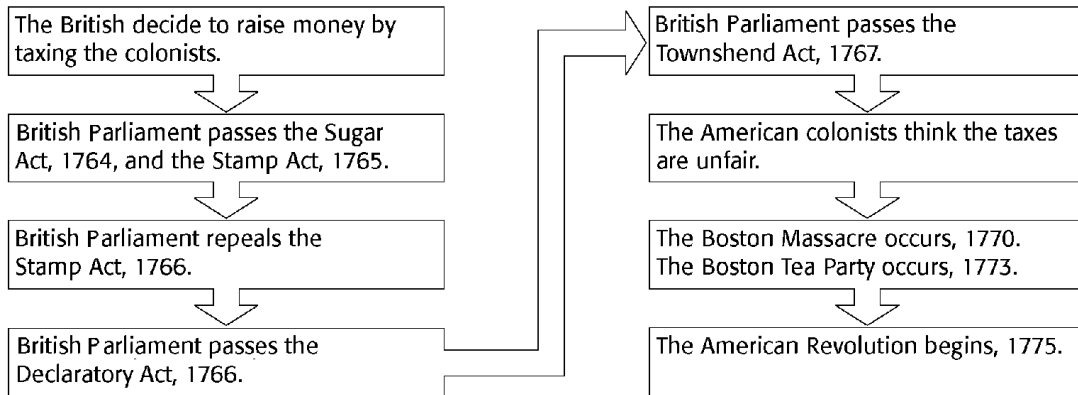 The British decide to raise money by
taxing the colonists.
British Parliament passes the Sugar
Act, 1764, and the Stamp Act, 1765.
British Parliament repeals the
Stamp Act, 1766.
British Parliament passes the
Declaratory Act, 1766.
British Parliament passes the
Townshend Act, 1767.
The American colonists think the taxes
are unfair.
The Boston Massacre occurs, 1770.
The Boston Tea Party occurs, 1773.
The American Revolution begins, 1775.